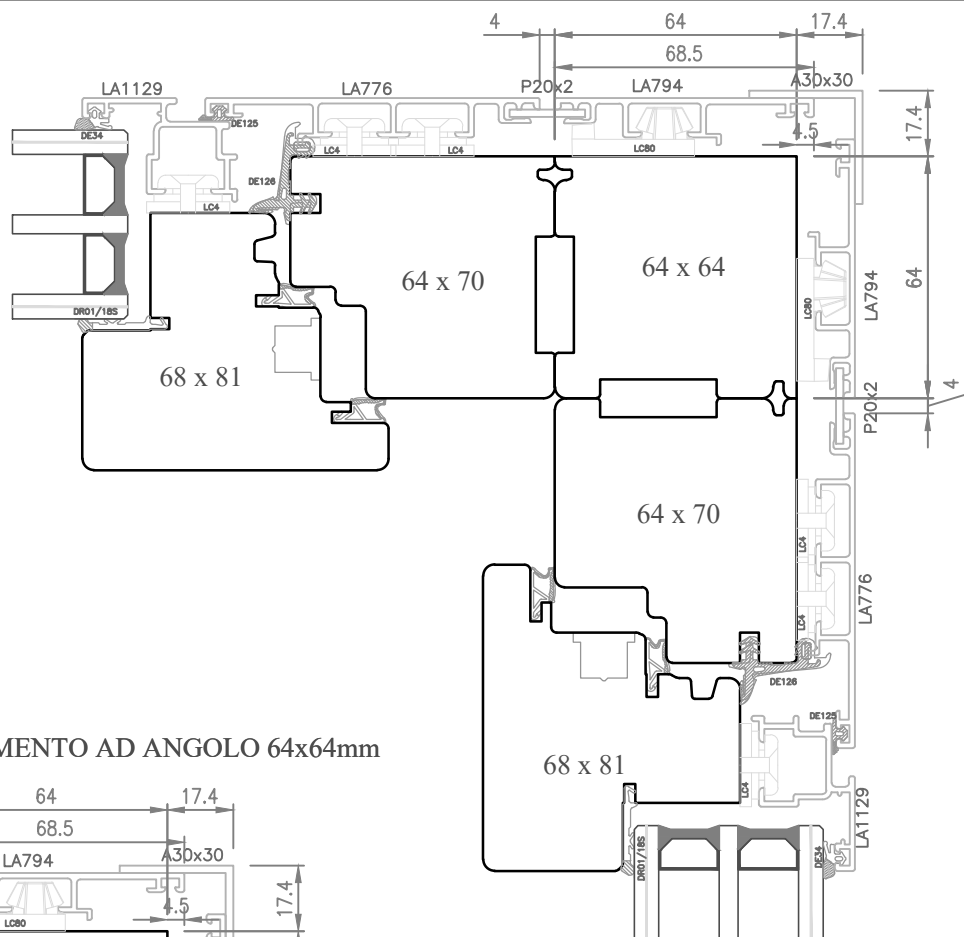 4
64
17.4
68.5
LA1129
LA776
P20x2
LA794
A30x30
DE125
4.5
17.4
DE34
LC4
LC4
LC80
DE126
LC4
64 x 70
64 x 64
LC80
LA794
64
DR01/18S
68 x 81
P20x2
4
64 x 70
LC4
LA776
LC4
DE126
DE125
MENTO AD ANGOLO 64x64mm
68 x 81
LC4
LA1129
64
17.4
68.5
DR01/18S
DE34
LA794
A30x30
4.5
17.4
LC80